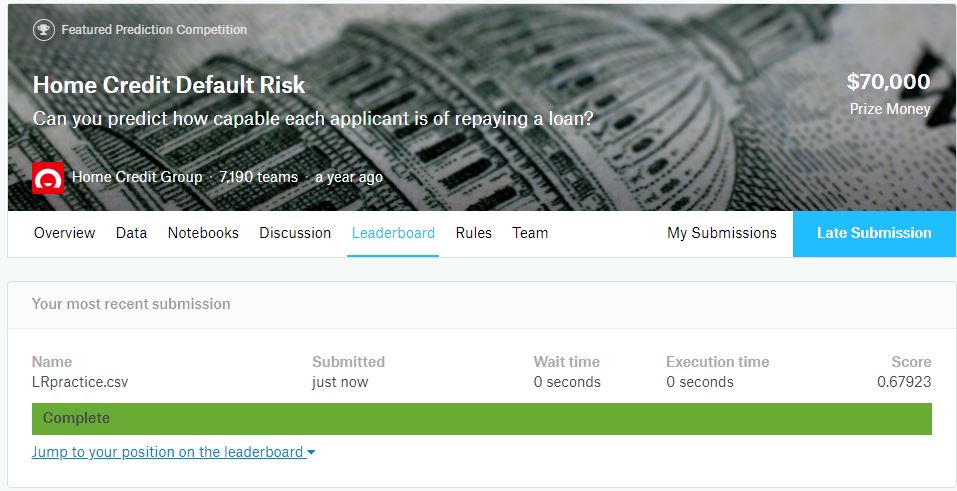 Featured Prediction Competition
Home Credit Default Risk
$70,000
Can you predict how capable each applicant is of repaying a loan?
Prize Money
Home Credit Group · 7,190 teams · a year ago
Overview Data Notebooks Discussion Leaderboard Rules Team My Submissions Late Submission
Your most recent submission
Name Submitted Wait time Execution time Score
LRpractice.csv just now 0 seconds 0 seconds 0.67923
Complete
Jump to your position on the leaderboard